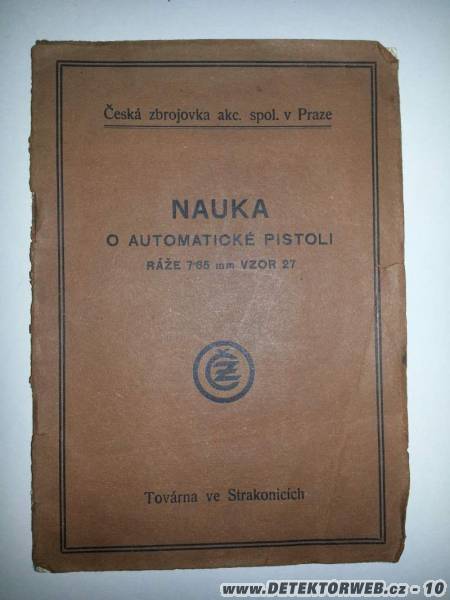 Česká zbrojovka akc. spol. v Praze
NAUKA
O AUTOMATICKÉ PISTOLI
RÁŽE 7·65 mm VZOR 27
ČZ
Továrna ve Strakonicích
www.DETEKTORWEB.cz - 10